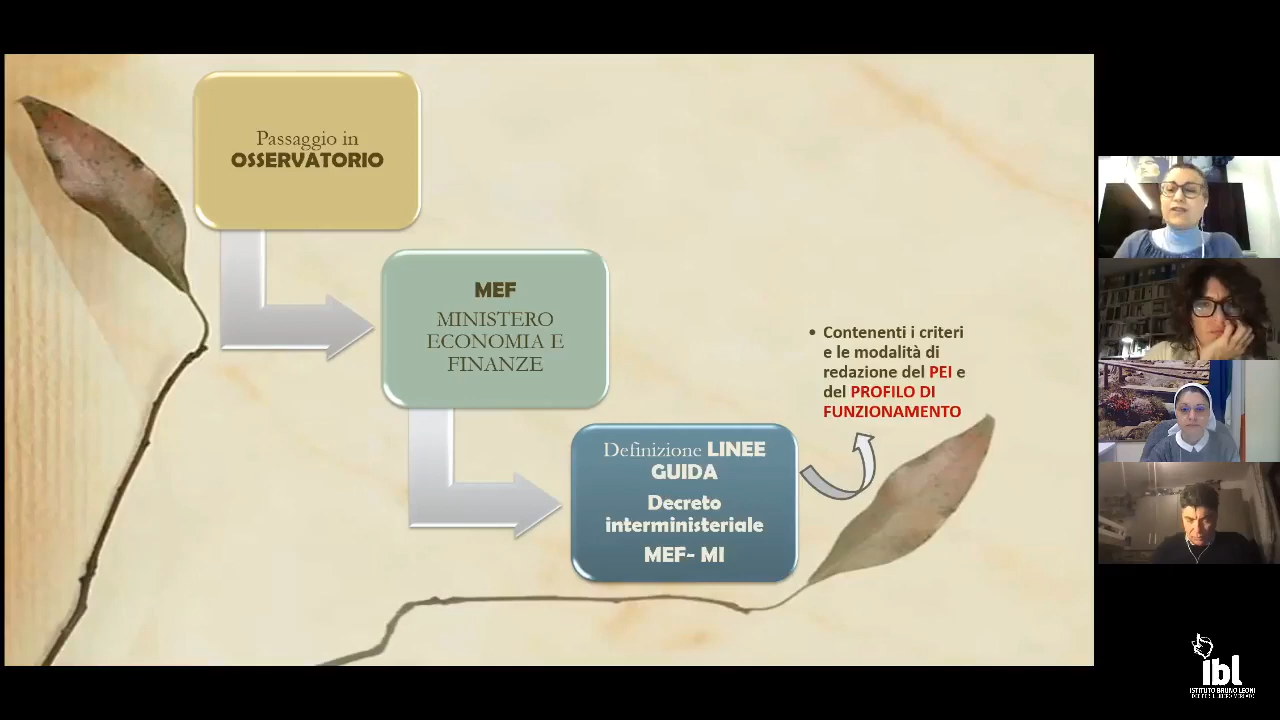 Passaggio in
OSSERVATORIO
MEF
MINISTERO
ECONOMIA E
FINANZE
Definizione LINEE
GUIDA
Decreto
interministeriale
MEF- MI
• Contenenti i criteri
e le modalità di
redazione del PEI e
del PROFILO DI
FUNZIONAMENTO
ibl
ISTITUTO BRUNO LEONI